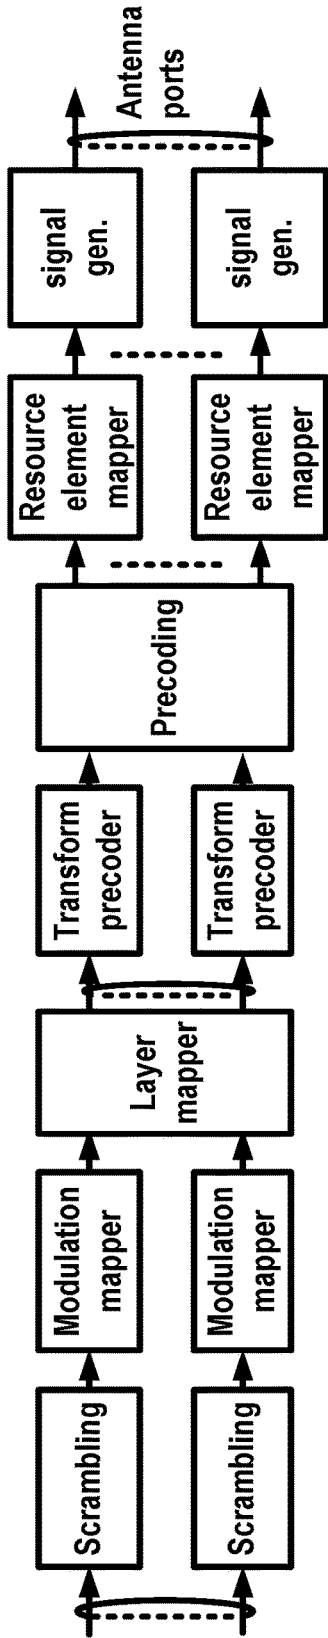 Scrambling
Modulation
mapper
Layer
mapper
Transform
precoder
Precoding
Resource
element
mapper
signal
gen.
Antenna
ports
Scrambling
Modulation
mapper
Transform
precoder
Resource
element
mapper
signal
gen.